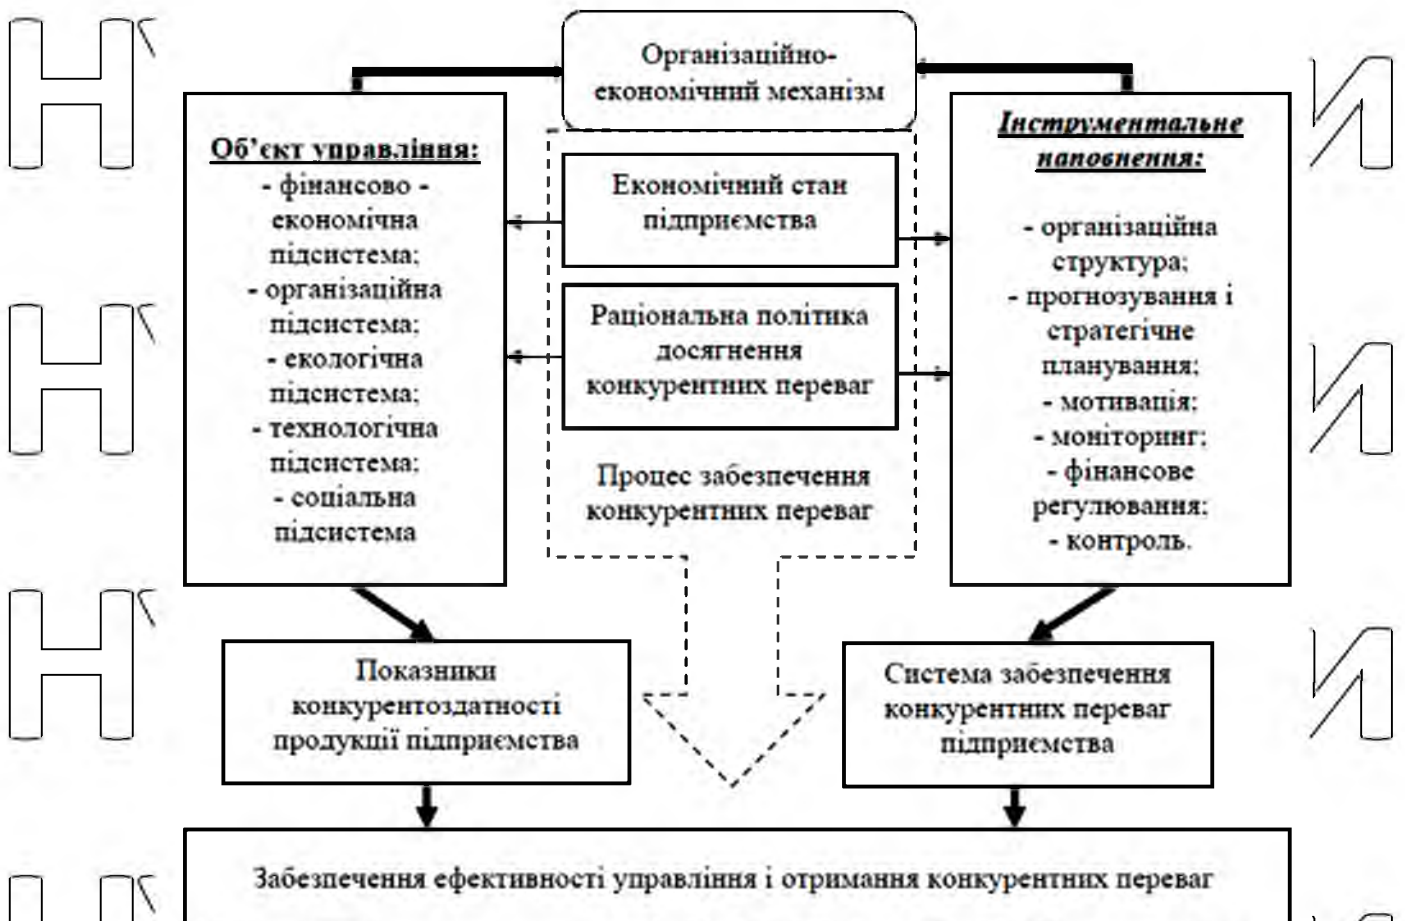 Організаційно-
економічний механізм
Об’єкт управління:
- фінансово -
економічна
підсистема;
- організаційна
підсистема;
- екологічна
підсистема;
- технологічна
підсистема;
- соціальна
підсистема
Економічний стан
підприємства
Раціональна політика
досягнення
конкурентних переваг
Процес забезпечення
конкурентних переваг
Інструментальне
наповнення:
- організаційна
структура;
- прогнозування і
стратегічне
планування;
- мотивація;
- моніторинг;
- фінансове
регулювання;
- контроль.
Показники
конкурентоздатності
продукції підприємства
Система забезпечення
конкурентних переваг
підприємства
Забезпечення ефективності управління і отримання конкурентних переваг